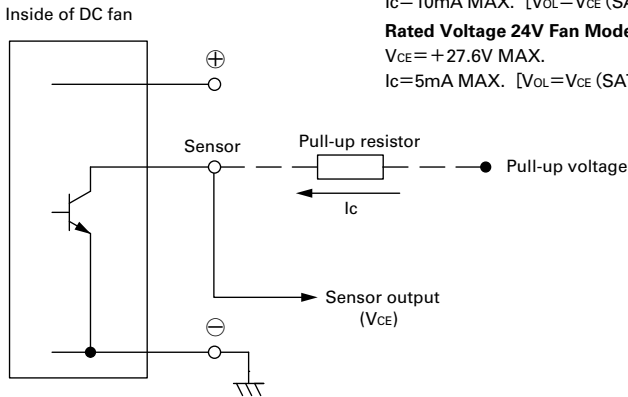 Inside of DC fan
Ic=10mA MAX. [VOL=VCE (SA
Rated Voltage 24V Fan Mode
VCE=+27.6V MAX.
Ic=5mA MAX. [VOL=VCE (SAT
⊕
Sensor
Pull-up resistor
Pull-up voltage
Ic
Sensor output
(VCE)
⊖